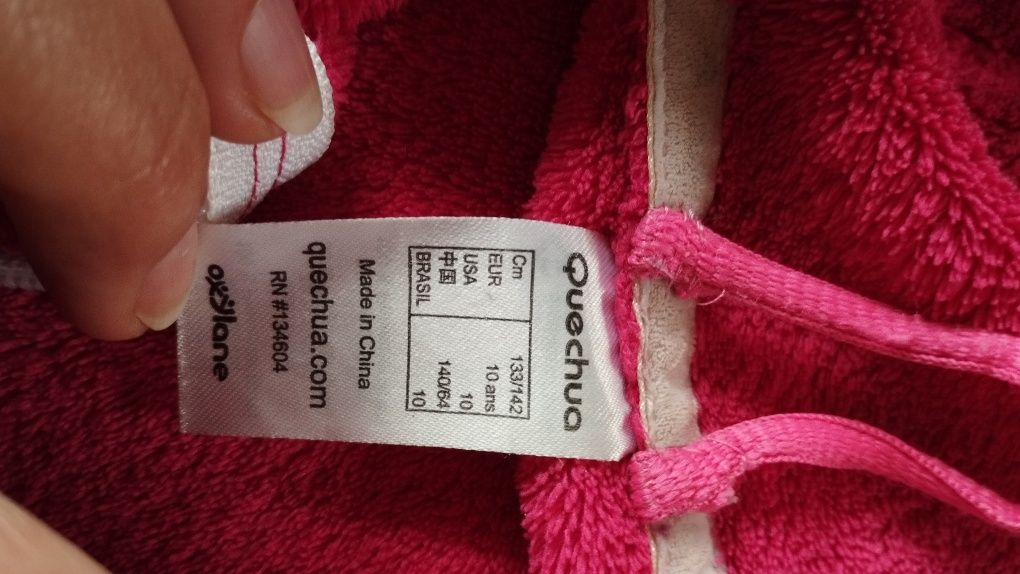 Quechua
Cm 133/142
EUR 10 ans
USA 10
中国 140/64
BRASIL 10
Made in China
quechua.com
RN #134604
oxylane